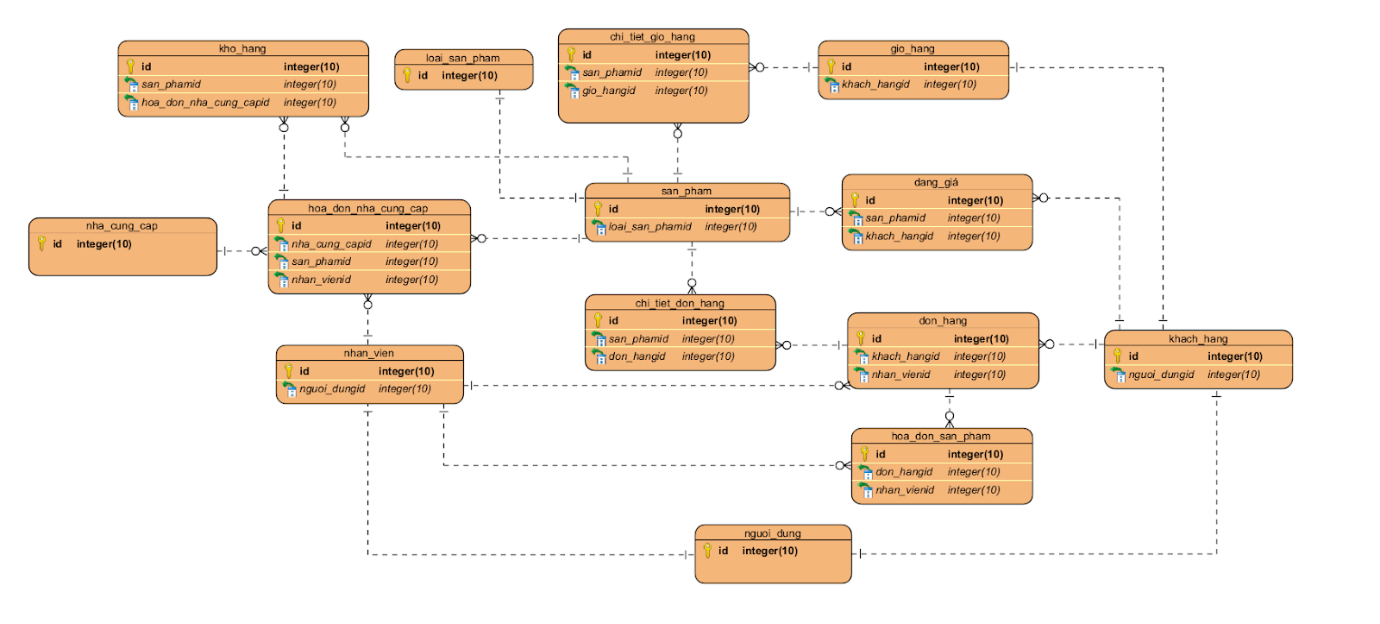 kho_hang
id integer(10)
san_phamid integer(10)
hoa_don_nha_cung_capid integer(10)
loai_san_pham
id integer(10)
chi_tiet_gio_hang
id integer(10)
san_phamid integer(10)
gio_hangid integer(10)
gio_hang
id integer(10)
khach_hangid integer(10)
nha_cung_cap
id integer(10)
hoa_don_nha_cung_cap
id integer(10)
nha_cung_capid integer(10)
san_phamid integer(10)
nhan_vienid integer(10)
san_pham
id integer(10)
loai_san_phamid integer(10)
dang_giá
id integer(10)
san_phamid integer(10)
khach_hangid integer(10)
chi_tiet_don_hang
id integer(10)
san_phamid integer(10)
don_hangid integer(10)
don_hang
id integer(10)
khach_hangid integer(10)
nhan_vienid integer(10)
khach_hang
id integer(10)
nguoi_dungid integer(10)
nhan_vien
id integer(10)
nguoi_dungid integer(10)
hoa_don_san_pham
id integer(10)
don_hangid integer(10)
nhan_vienid integer(10)
nguoi_dung
id integer(10)